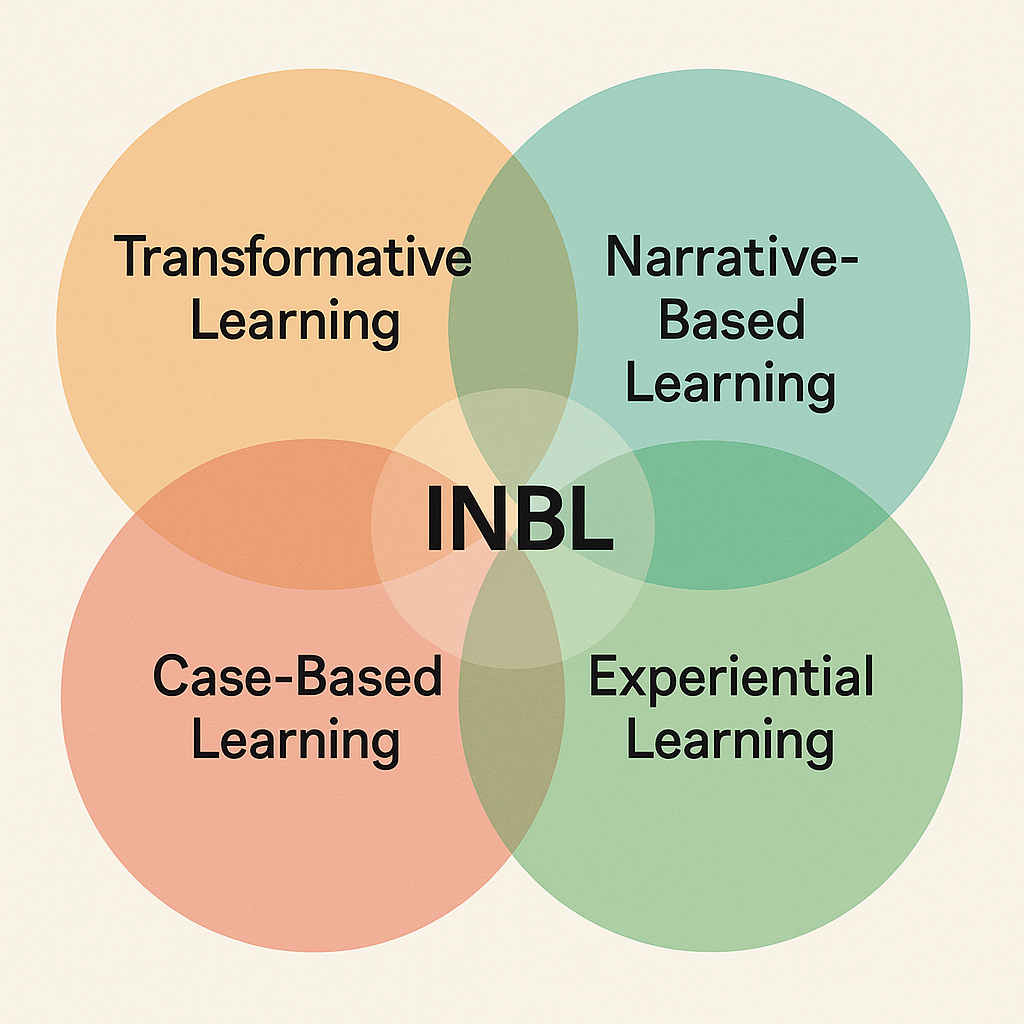 Transformative
Learning
Narrative-
Based
Learning
INBL
Case-Based
Learning
Experiential
Learning